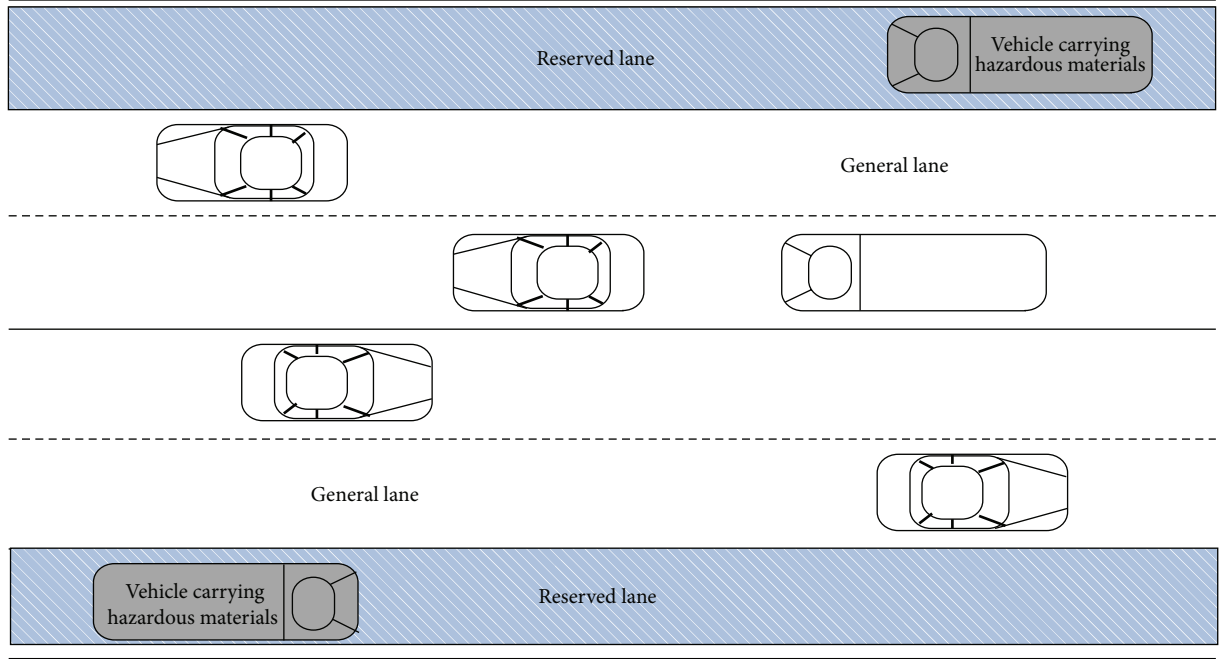 Reserved lane
Vehicle carrying
hazardous materials
General lane
General lane
Vehicle carrying
hazardous materials
Reserved lane